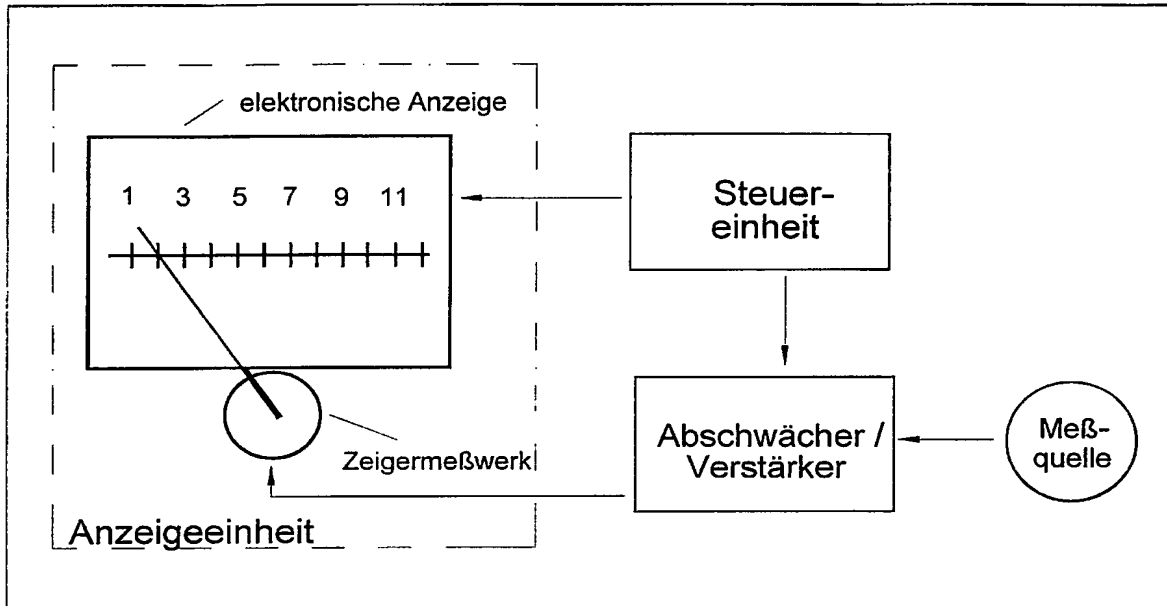 elektronische Anzeige
1 3 5 7 9 11
Steuer-
einheit
Abschwächer /
Verstärker
Meß-
quelle
Zeigermeßwerk
Anzeigeeinheit